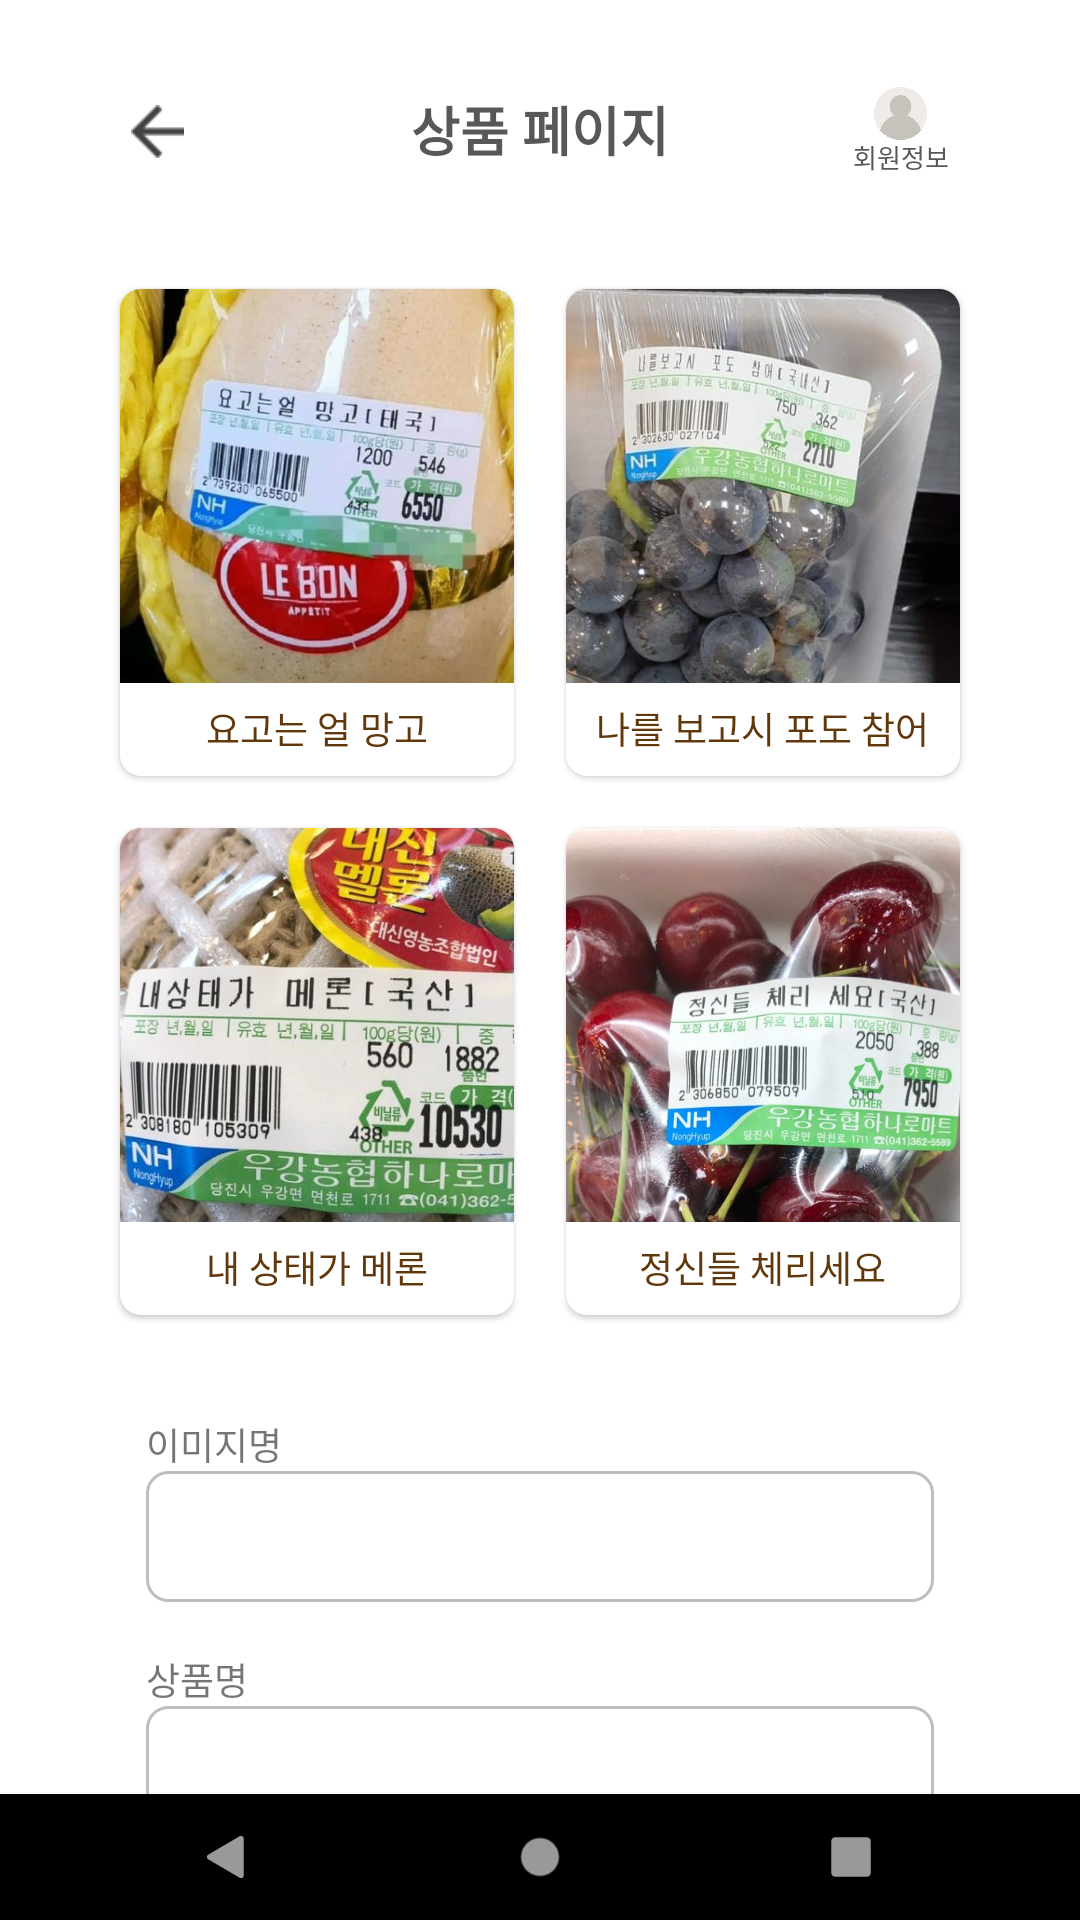 상품 페이지
회원정보
요고는얼 망고[태국]
포장 년,월,일 유효 년,월,일 100g당(원) 중 량(g)
1200 546
코드 가 격(원)
비닐류
433
OTHER
6550
2 739230 065500
NH
NongHyup
LE BON
APPETIT
나를보고시 포도 참어[국내산]
포장 년,월,일 유효 년,월,일 100g당(원) 중 량(g)
750 362
코드 가 격(원)
비닐류
OTHER
2710
2 302630 027104
NH
NongHyup
우강농협하나로마트
당진시 우강면 면천로 1711 ☎(041)362-5589
요고는 얼 망고
나를 보고시 포도 참어
대신
멜론
대신영농조합법인
내상태가 메론[국산]
포장 년,월,일 유효 년,월,일 100g당(원) 중
560 1882
코드 가 격(
비닐류
438
OTHER
10530
2 308180 105309
NH
NongHyup
우강농협하나로마
당진시 우강면 면천로 1711 ☎(041)362-5
정신들 체리 세요[국산]
포장 년,월,일 유효 년,월,일 100g당(원) 중 량(g)
2050 388
코드 가 격(원)
비닐류
510
OTHER
7950
2 306850 079509
NH
NongHyup
우강농협하나로마트
당진시 우강면 면천로 1711 ☎(041)362-5589
내 상태가 메론
정신들 체리세요
이미지명
상품명